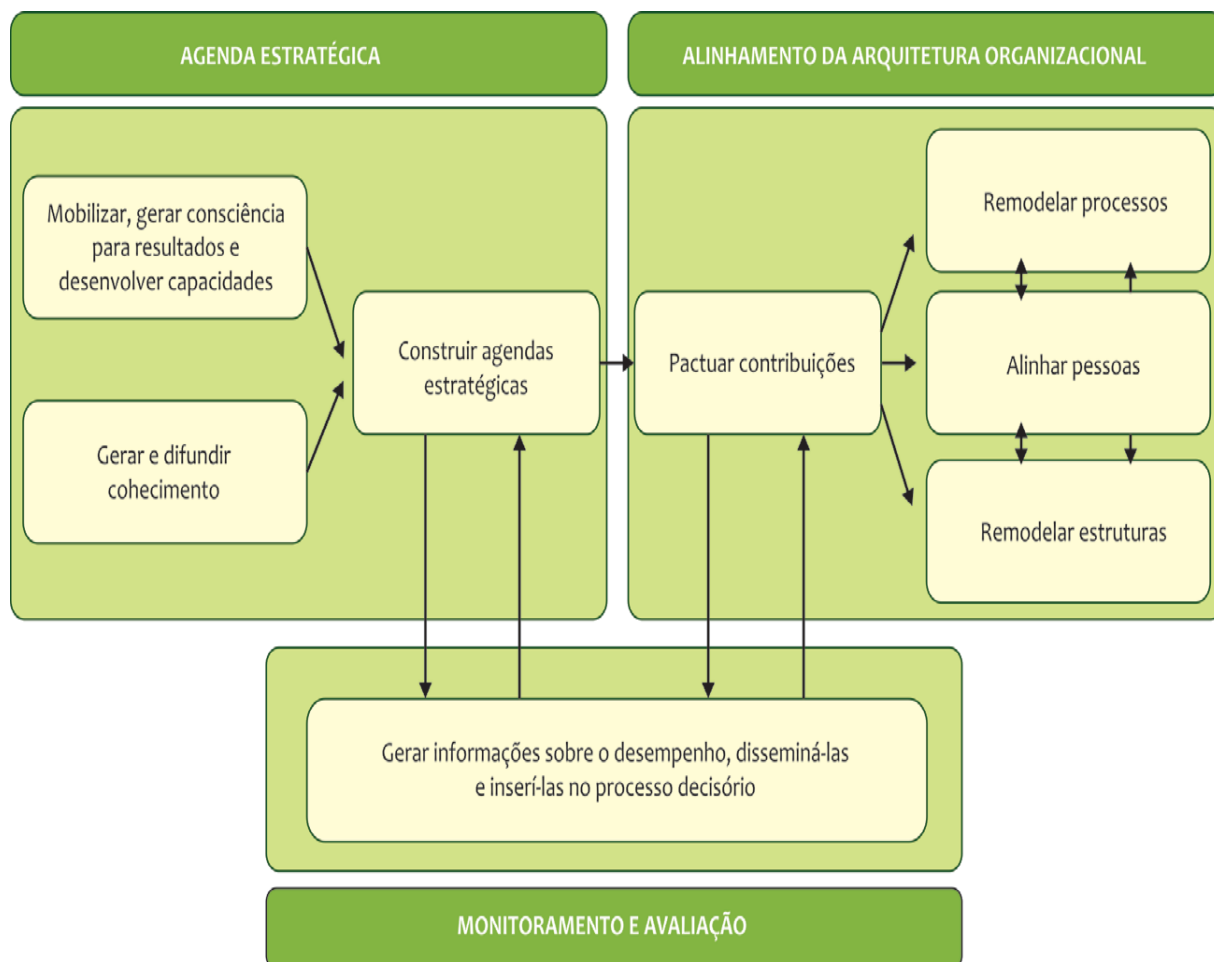 AGENDA ESTRATÉGICA
ALINHAMENTO DA ARQUITETURA ORGANIZACIONAL
Mobilizar, gerar consciência
para resultados e
desenvolver capacidades
Gerar e difundir
cohecimento
Construir agendas
estratégicas
Pactuar contribuições
Remodelar processos
Alinhar pessoas
Remodelar estruturas
Gerar informações sobre o desempenho, disseminá-las
e inserí-las no processo decisório
MONITORAMENTO E AVALIAÇÃO